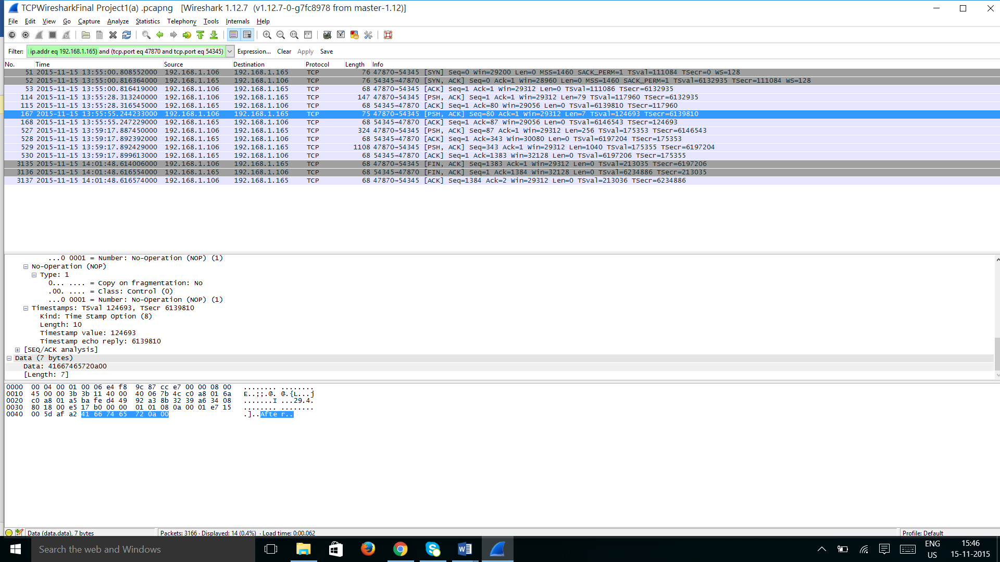 TCPWiresharkFinal Project1(a) .pcapng [Wireshark 1.12.7 (v1.12.7-0-g7fc8978 from master-1.12)]
File Edit View Go Capture Analyze Statistics Telephony Tools Internals Help
Filter: ip.addr eq 192.168.1.165) and (tcp.port eq 47870 and tcp.port eq 54345) Expression... Clear Apply Save
No. Time Source Destination Protocol Length Info
51 2015-11-15 13:55:00.808552000 192.168.1.106 192.168.1.165 TCP 76 47870→54345 [SYN] Seq=0 Win=29200 Len=0 MSS=1460 SACK_PERM=1 TSval=111084 TSecr=0 WS=128
52 2015-11-15 13:55:00.816364000 192.168.1.165 192.168.1.106 TCP 76 54345→47870 [SYN, ACK] Seq=0 Ack=1 Win=28960 Len=0 MSS=1460 SACK_PERM=1 TSval=6132935 TSecr=111084 WS=128
53 2015-11-15 13:55:00.816419000 192.168.1.106 192.168.1.165 TCP 68 47870→54345 [ACK] Seq=1 Ack=1 Win=29312 Len=0 TSval=111086 TSecr=6132935
114 2015-11-15 13:55:28.313240000 192.168.1.106 192.168.1.165 TCP 147 47870→54345 [PSH, ACK] Seq=1 Ack=1 Win=29312 Len=79 TSval=117960 TSecr=6132935
115 2015-11-15 13:55:28.316545000 192.168.1.165 192.168.1.106 TCP 68 54345→47870 [ACK] Seq=1 Ack=80 Win=29056 Len=0 TSval=6139810 TSecr=117960
167 2015-11-15 13:55:55.244233000 192.168.1.106 192.168.1.165 TCP 75 47870→54345 [PSH, ACK] Seq=80 Ack=1 Win=29312 Len=7 TSval=124693 TSecr=6139810
168 2015-11-15 13:55:55.247229000 192.168.1.165 192.168.1.106 TCP 68 54345→47870 [ACK] Seq=1 Ack=87 Win=29056 Len=0 TSval=6146543 TSecr=124693
527 2015-11-15 13:59:17.887450000 192.168.1.106 192.168.1.165 TCP 324 47870→54345 [PSH, ACK] Seq=87 Ack=1 Win=29312 Len=256 TSval=175353 TSecr=6146543
528 2015-11-15 13:59:17.892392000 192.168.1.165 192.168.1.106 TCP 68 54345→47870 [ACK] Seq=1 Ack=343 Win=30080 Len=0 TSval=6197204 TSecr=175353
529 2015-11-15 13:59:17.892429000 192.168.1.106 192.168.1.165 TCP 1108 47870→54345 [PSH, ACK] Seq=343 Ack=1 Win=29312 Len=1040 TSval=175355 TSecr=6197204
530 2015-11-15 13:59:17.899613000 192.168.1.165 192.168.1.106 TCP 68 54345→47870 [ACK] Seq=1 Ack=1383 Win=32128 Len=0 TSval=6197206 TSecr=175355
3135 2015-11-15 14:01:48.614006000 192.168.1.106 192.168.1.165 TCP 68 47870→54345 [FIN, ACK] Seq=1383 Ack=1 Win=29312 Len=0 TSval=213035 TSecr=6197206
3136 2015-11-15 14:01:48.616554000 192.168.1.165 192.168.1.106 TCP 68 54345→47870 [FIN, ACK] Seq=1 Ack=1384 Win=32128 Len=0 TSval=6234886 TSecr=213035
3137 2015-11-15 14:01:48.616574000 192.168.1.106 192.168.1.165 TCP 68 47870→54345 [ACK] Seq=1384 Ack=2 Win=29312 Len=0 TSval=213036 TSecr=6234886
...0 0001 = Number: No-Operation (NOP) (1)
No-Operation (NOP)
Type: 1
0... .... = Copy on fragmentation: No
.00. .... = Class: Control (0)
...0 0001 = Number: No-Operation (NOP) (1)
Timestamps: TSval 124693, TSecr 6139810
Kind: Time Stamp Option (8)
Length: 10
Timestamp value: 124693
Timestamp echo reply: 6139810
[SEQ/ACK analysis]
Data (7 bytes)
Data: 41667465720a00
[Length: 7]
0000 00 04 00 01 00 06 e4 f8 9c 87 cc e7 00 00 08 00 ........ ........
0010 45 00 00 3b 3b 11 40 00 40 06 7b 4c c0 a8 01 6a E..;;.@. @.{L...j
0020 c0 a8 01 a5 ba fe d4 49 92 a3 8b 32 39 a6 34 08 .......I ...29.4.
0030 80 18 00 e5 17 b0 00 00 01 01 08 0a 00 01 e7 15 ........ ........
0040 00 5d af a2 41 66 74 65 72 0a 00 .]..Afte r..
Data (data.data), 7 bytes Packets: 3166 · Displayed: 14 (0.4%) · Load time: 0:00.062 Profile: Default
Search the web and Windows
ENG
US
15:46
15-11-2015